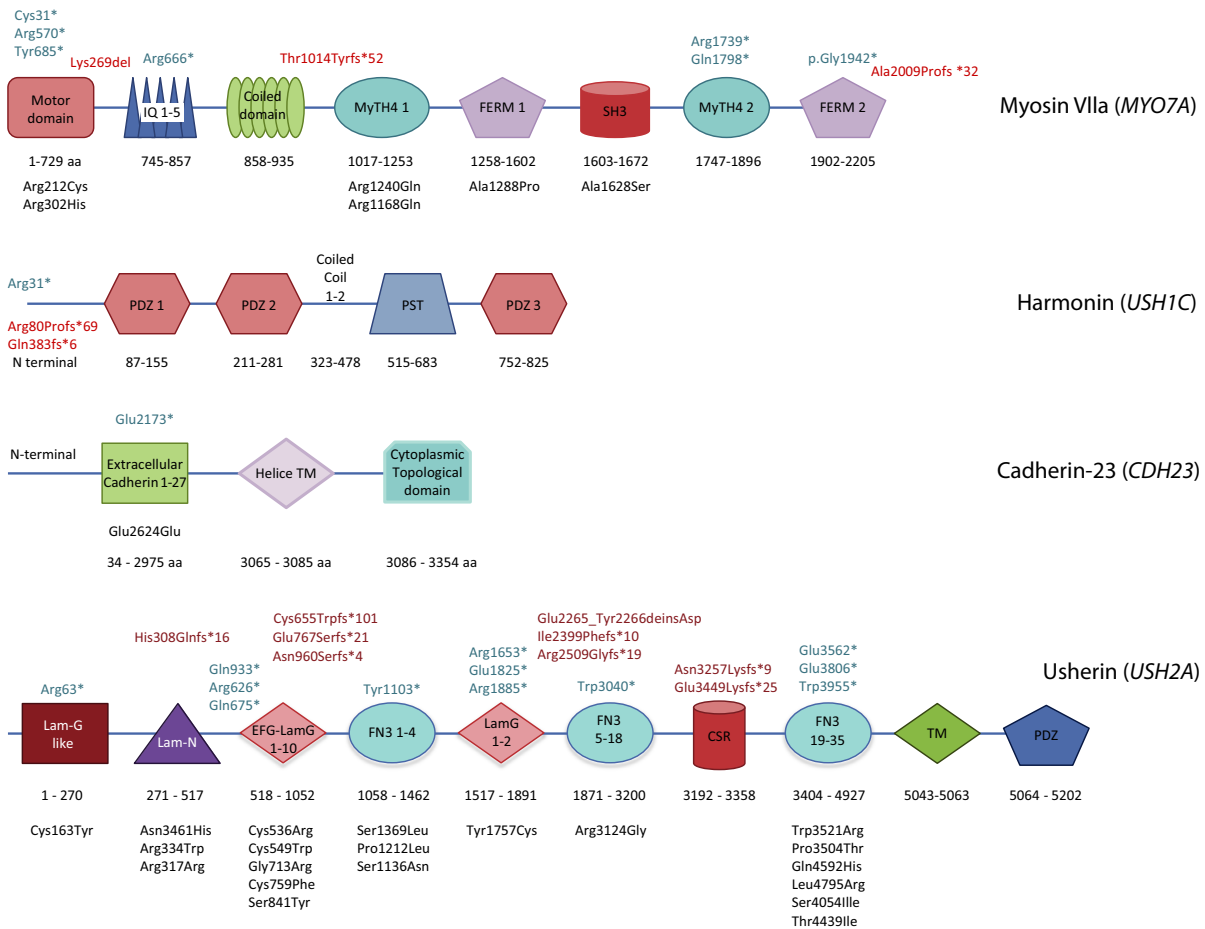 Cys31*
Arg570*
Tyr685*
Lys269del
Arg666*
Thr1014Tyrfs*52
Arg1739*
Gln1798*
p.Gly1942*
Ala2009Profs *32
Motor
domain
IQ 1-5
Coiled
domain
MyTH4 1
FERM 1
SH3
MyTH4 2
FERM 2
Myosin VIIa (MYO7A)
1-729 aa
745-857
858-935
1017-1253
1258-1602
1603-1672
1747-1896
1902-2205
Arg212Cys
Arg302His
Arg1240Gln
Arg1168Gln
Ala1288Pro
Ala1628Ser
Arg31*
Coiled
Coil
1-2
PDZ 1
PDZ 2
PST
PDZ 3
Harmonin (USH1C)
Arg80Profs*69
Gln383fs*6
N terminal
87-155
211-281
323-478
515-683
752-825
Glu2173*
N-terminal
Extracellular
Cadherin 1-27
Helice TM
Cytoplasmic
Topological
domain
Cadherin-23 (CDH23)
Glu2624Glu
34 - 2975 aa
3065 - 3085 aa
3086 - 3354 aa
His308Glnfs*16
Cys655Trpfs*101
Glu767Serfs*21
Asn960Serfs*4
Glu2265_Tyr2266deinsAsp
Ile2399Phefs*10
Arg2509Glyfs*19
Arg63*
Gln933*
Arg626*
Gln675*
Tyr1103*
Arg1653*
Glu1825*
Arg1885*
Trp3040*
Asn3257Lysfs*9
Glu3449Lysfs*25
Glu3562*
Glu3806*
Trp3955*
Usherin (USH2A)
Lam-G
like
Lam-N
EFG-LamG
1-10
FN3 1-4
LamG
1-2
FN3
5-18
CSR
FN3
19-35
TM
PDZ
1 - 270
271 - 517
518 - 1052
1058 - 1462
1517 - 1891
1871 - 3200
3192 - 3358
3404 - 4927
5043-5063
5064 - 5202
Cys163Tyr
Asn3461His
Arg334Trp
Arg317Arg
Cys536Arg
Cys549Trp
Gly713Arg
Cys759Phe
Ser841Tyr
Ser1369Leu
Pro1212Leu
Ser1136Asn
Tyr1757Cys
Arg3124Gly
Trp3521Arg
Pro3504Thr
Gln4592His
Leu4795Arg
Ser4054Ille
Thr4439Ile